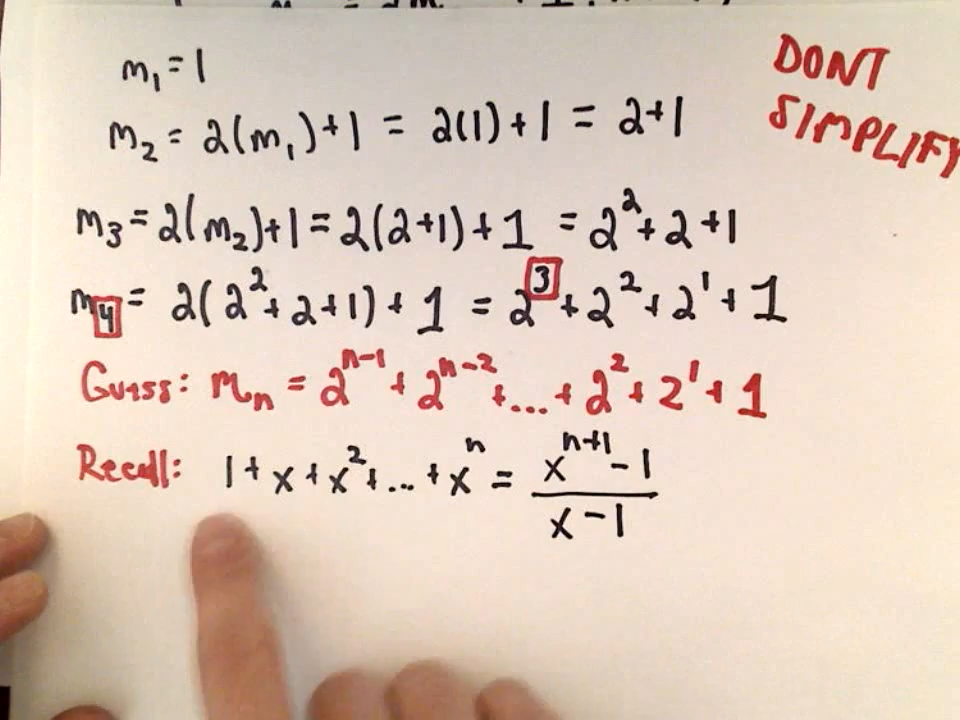 m₁ = 1
DONT
SIMPLIFY
m₂ = 2(m₁)+1 = 2(1)+1 = 2+1
m₃ = 2(m₂)+1 = 2(2+1)+1 = 2²+2+1
m₄ = 2(2²+2+1)+1 = 2³+2²+2¹+1
Guess: mₙ = 2ⁿ⁻¹+2ⁿ⁻²+...+2²+2¹+1
Recall: 1+x+x²+...+xⁿ = (xⁿ⁺¹-1)/(x-1)